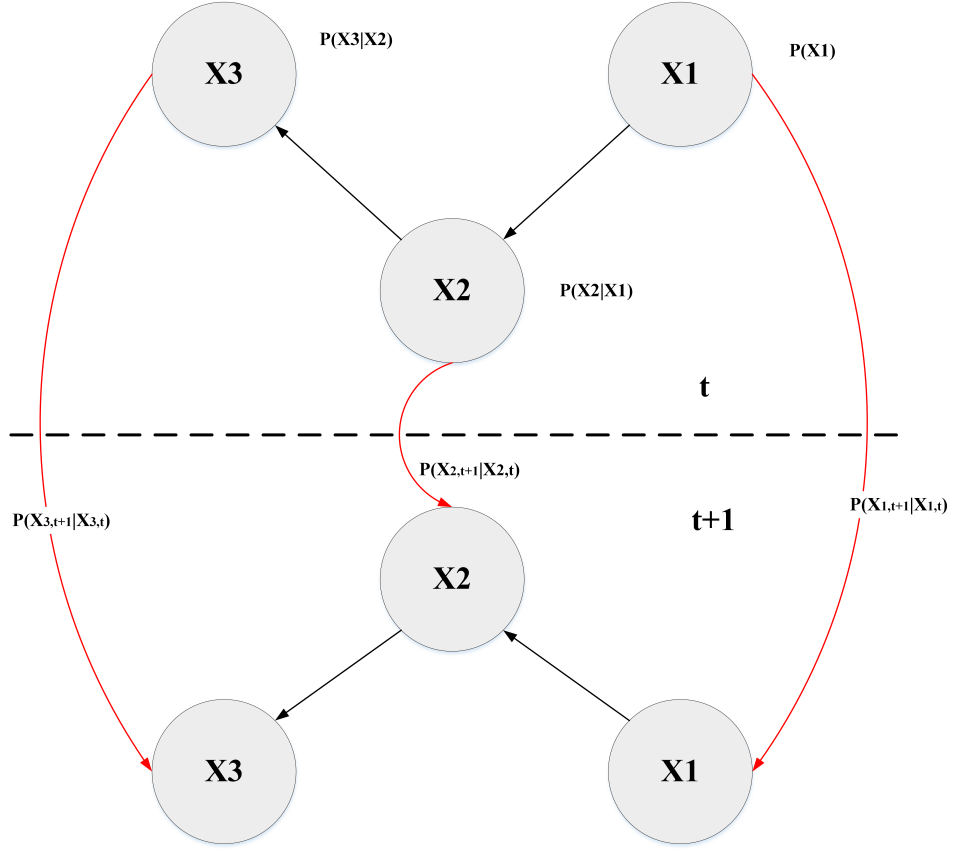 P(X3|X2)
P(X1)
X3
X1
X2
P(X2|X1)
t
P(X2,t+1|X2,t)
P(X3,t+1|X3,t)
t+1
P(X1,t+1|X1,t)
X2
X3
X1